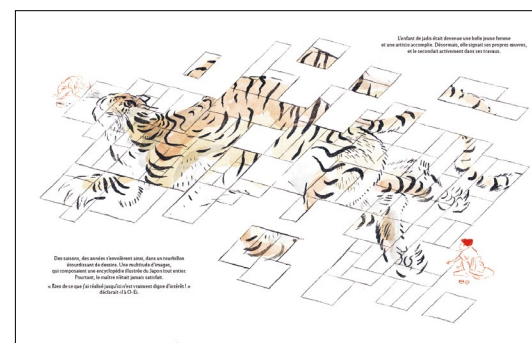 L'enfant de jadis était devenue une belle jeune femme
et une artiste accomplie. Désormais, elle signait ses propres œuvres,
et le secondait activement dans ses travaux.
Des saisons, des années s'envolèrent ainsi, dans un tourbillon
étourdissant de dessins. Une multitude d'images,
qui composaient une encyclopédie illustrée du Japon tout entier.
Pourtant, le maître n'était jamais satisfait.
« Rien de ce que j'ai réalisé jusqu'ici n'est vraiment digne d'intérêt ! »
déclarait-il à O-Ei.